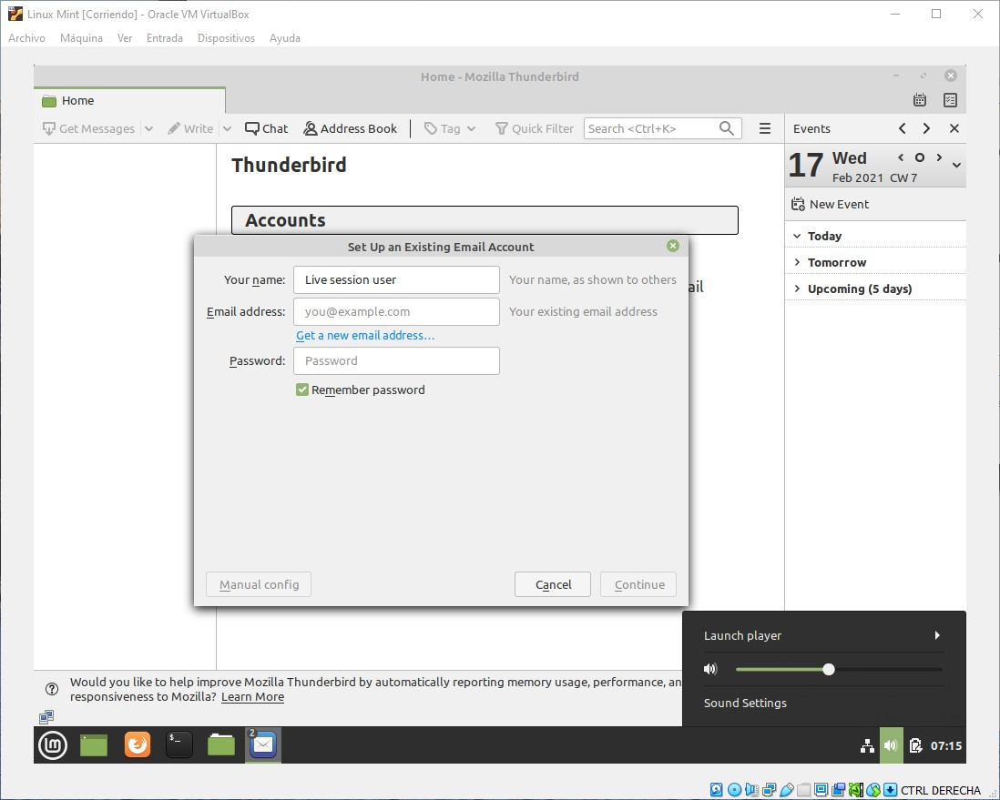 Linux Mint [Corriendo] - Oracle VM VirtualBox
Archivo Máquina Ver Entrada Dispositivos Ayuda
Home - Mozilla Thunderbird
Home
Get Messages Write Chat Address Book Tag Quick Filter Search <Ctrl+K>
Events
17 Wed
Feb 2021 CW 7
New Event
Today
Tomorrow
Upcoming (5 days)
Thunderbird
Accounts
ail
Set Up an Existing Email Account
Your name: Live session user Your name, as shown to others
Email address: you@example.com Your existing email address
Get a new email address…
Password: Password
Remember password
Manual config Cancel Continue
Launch player
Sound Settings
Would you like to help improve Mozilla Thunderbird by automatically reporting memory usage, performance, an
responsiveness to Mozilla? Learn More
lm $_ 2 07:15
CTRL DERECHA